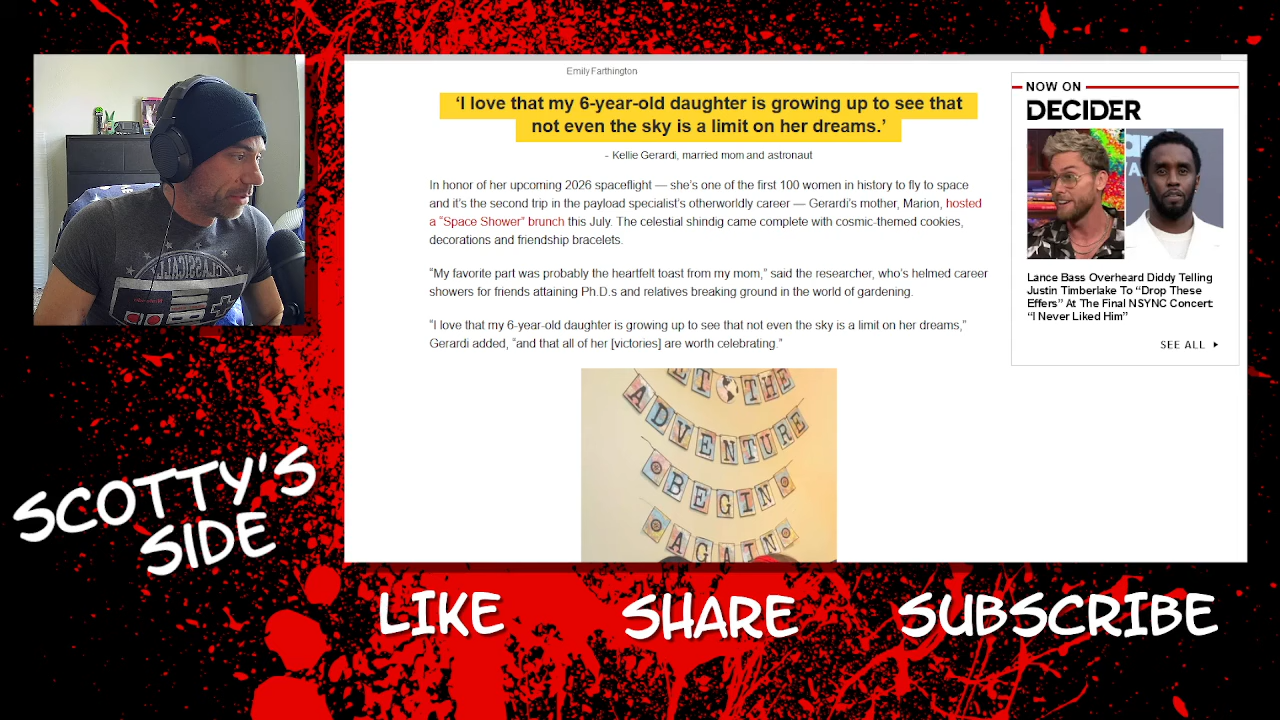 Emily Farthington
‘I love that my 6-year-old daughter is growing up to see that
not even the sky is a limit on her dreams.’
- Kellie Gerardi, married mom and astronaut
In honor of her upcoming 2026 spaceflight — she’s one of the first 100 women in history to fly to space
and it’s the second trip in the payload specialist’s otherworldly career — Gerardi’s mother, Marion, hosted
a “Space Shower” brunch this July. The celestial shindig came complete with cosmic-themed cookies,
decorations and friendship bracelets.
“My favorite part was probably the heartfelt toast from my mom,” said the researcher, who’s helmed career
showers for friends attaining Ph.D.s and relatives breaking ground in the world of gardening.
“I love that my 6-year-old daughter is growing up to see that not even the sky is a limit on her dreams,”
Gerardi added, “and that all of her [victories] are worth celebrating.”
ADVENTURE
BEGIN
AGAIN
NOW ON
DECIDER
Lance Bass Overheard Diddy Telling
Justin Timberlake To “Drop These
Effers” At The Final NSYNC Concert:
“I Never Liked Him”
SEE ALL
CLASSICALLY
SCOTTY'S
SIDE
LIKE
SHARE
SUBSCRIBE